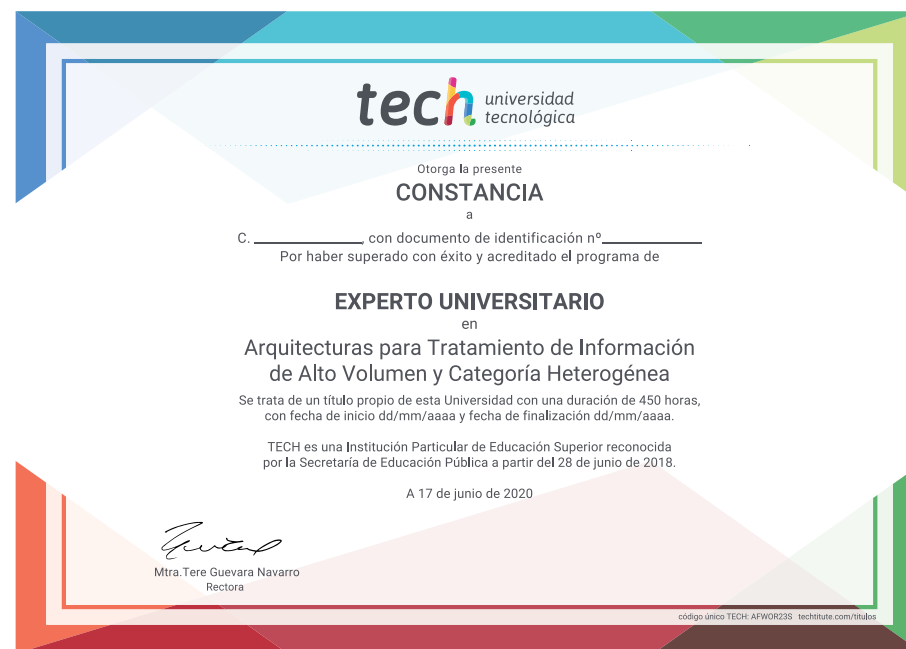 tech universidad
tecnológica
Otorga la presente
CONSTANCIA
a
C. ______________, con documento de identificación nº______________
Por haber superado con éxito y acreditado el programa de
EXPERTO UNIVERSITARIO
en
Arquitecturas para Tratamiento de Información
de Alto Volumen y Categoría Heterogénea
Se trata de un título propio de esta Universidad con una duración de 450 horas,
con fecha de inicio dd/mm/aaaa y fecha de finalización dd/mm/aaaa.
TECH es una Institución Particular de Educación Superior reconocida
por la Secretaría de Educación Pública a partir del 28 de junio de 2018.
A 17 de junio de 2020
Mtra.Tere Guevara Navarro
Rectora
código único TECH: AFWOR23S techtitute.com/titulos